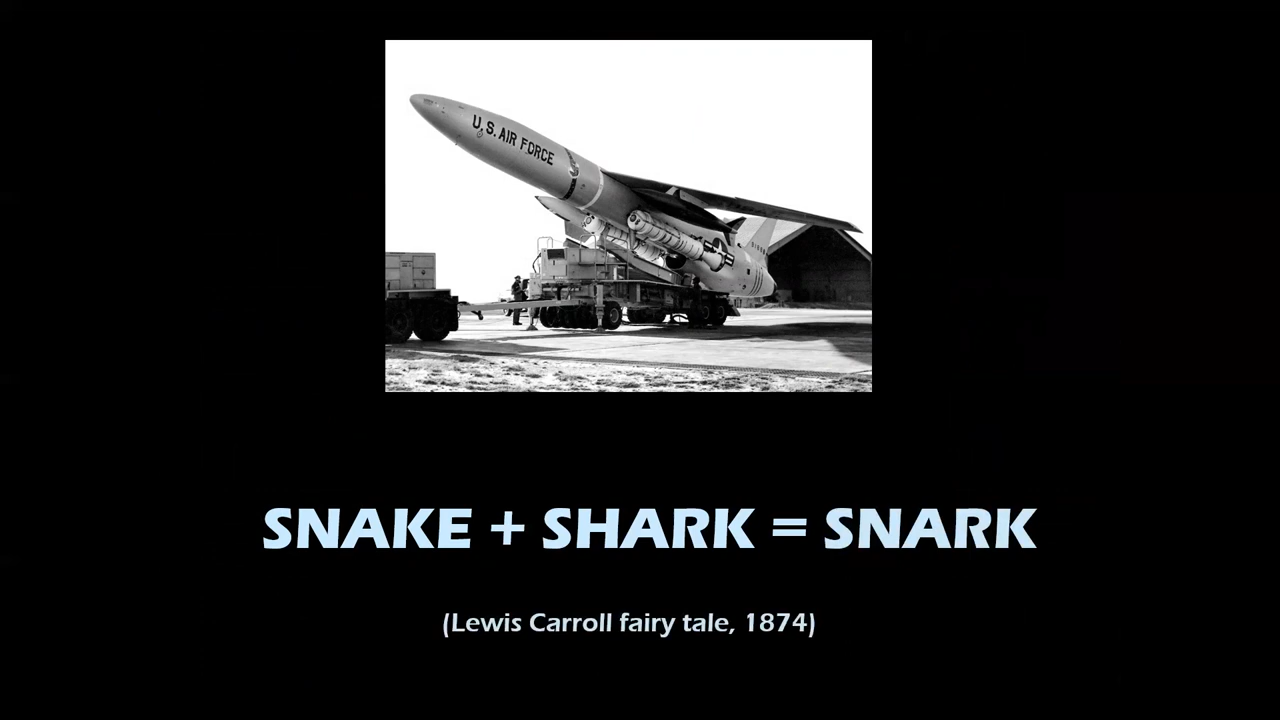 U.S. AIR FORCE
SNAKE + SHARK = SNARK
(Lewis Carroll fairy tale, 1874)